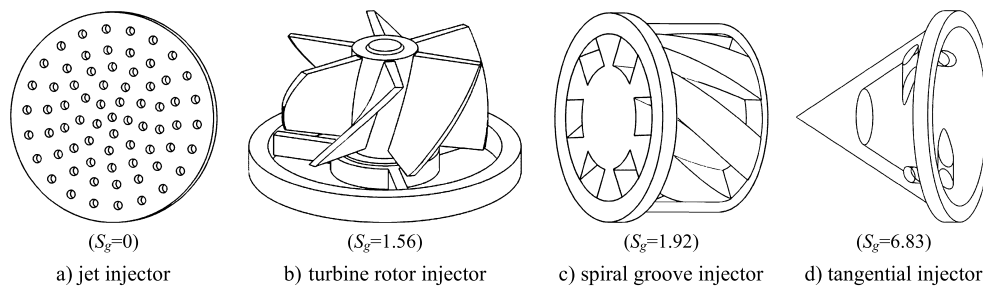 (Sg=0)
(Sg=1.56)
(Sg=1.92)
(Sg=6.83)
a) jet injector
b) turbine rotor injector
c) spiral groove injector
d) tangential injector